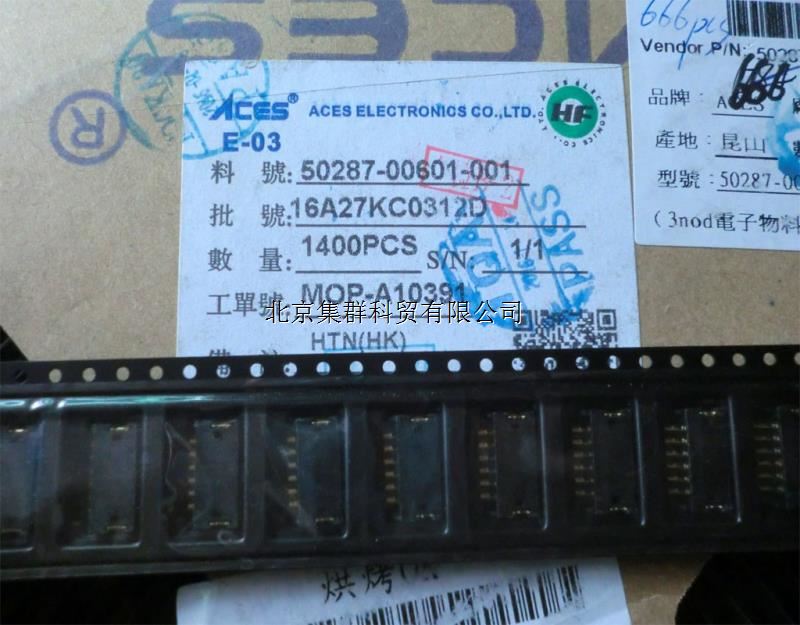 ACES
R
ACES® ACES ELECTRONICS CO.,LTD.
HF
E-03
料 號: 50287-00601-001
批 號: 16A27KC0312D
數 量: 1400PCS S/N: 1/1
工單號: MOP-A10391
HTN(HK)
PASS
666pcs
Vendor P/N: 50287
品牌: ACES
產地: 昆山
型號: 50287-00
(3nod電子物料
北京集群科贸有限公司
烘烤